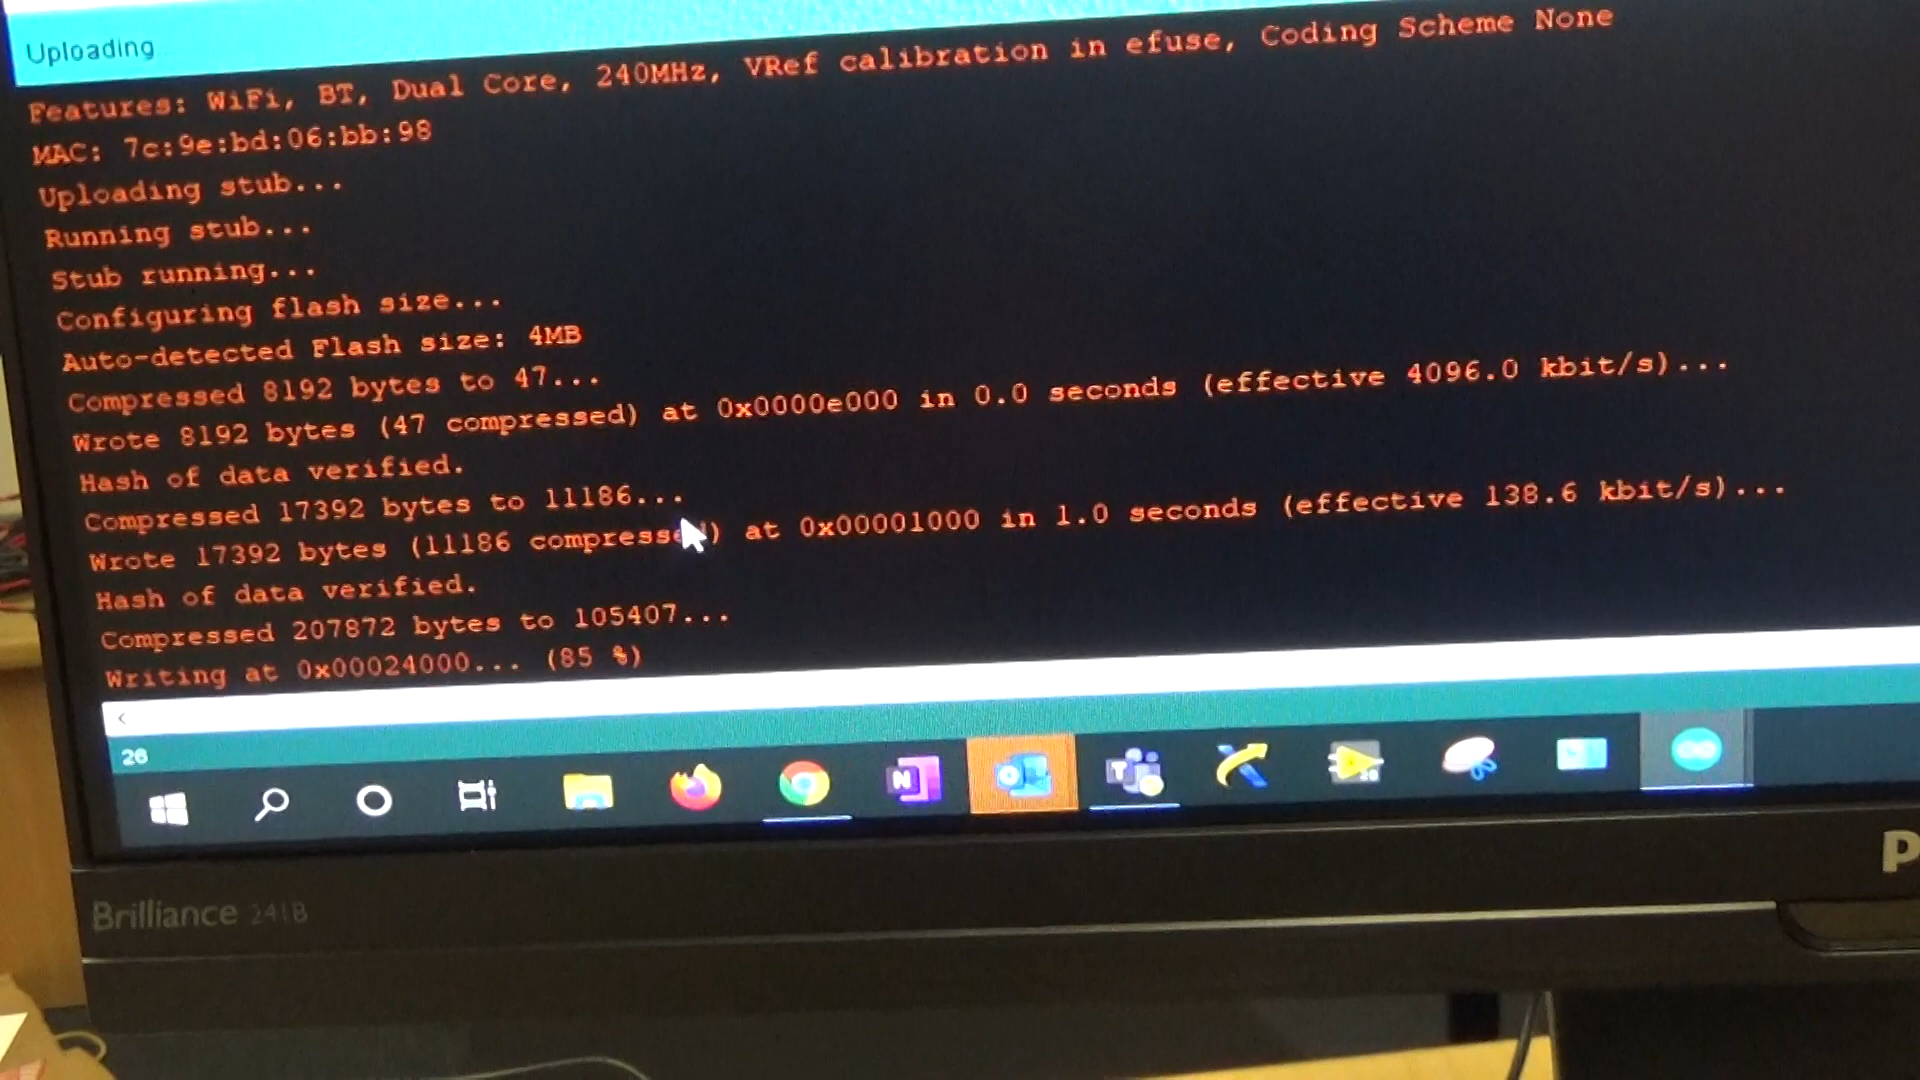 Uploading
Features: WiFi, BT, Dual Core, 240MHz, VRef calibration in efuse, Coding Scheme None
MAC: 7c:9e:bd:06:bb:98
Uploading stub...
Running stub...
Stub running...
Configuring flash size...
Auto-detected Flash size: 4MB
Compressed 8192 bytes to 47...
Wrote 8192 bytes (47 compressed) at 0x0000e000 in 0.0 seconds (effective 4096.0 kbit/s)...
Hash of data verified.
Compressed 17392 bytes to 11186...
Wrote 17392 bytes (11186 compressed) at 0x00001000 in 1.0 seconds (effective 138.6 kbit/s)...
Hash of data verified.
Compressed 207872 bytes to 105407...
Writing at 0x00024000... (85 %)
26
Brilliance 241B
P